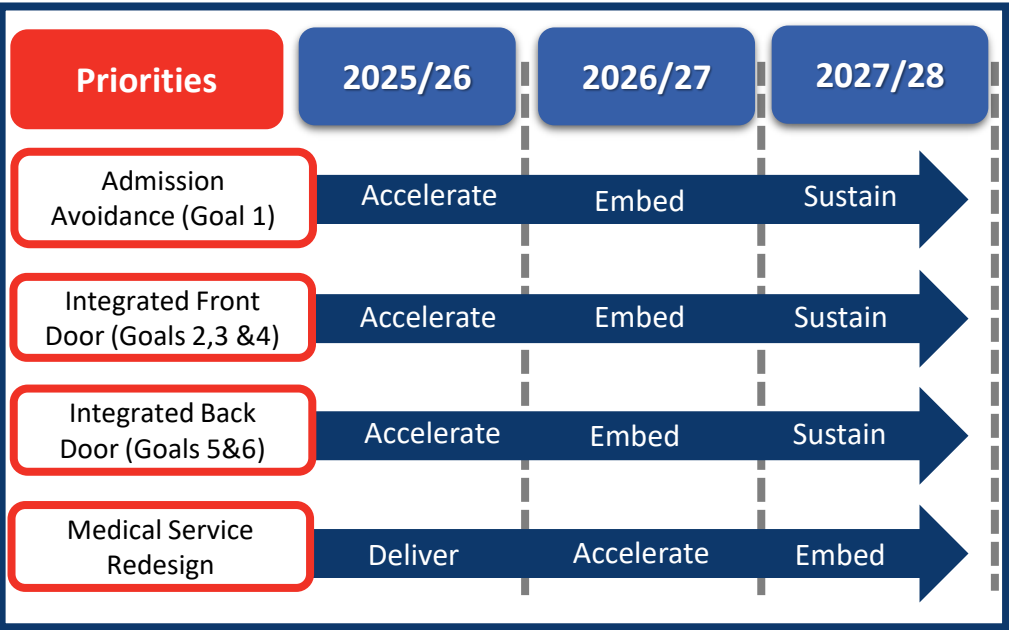 Priorities
2025/26
2026/27
2027/28
Admission
Avoidance (Goal 1)
Accelerate
Embed
Sustain
Integrated Front
Door (Goals 2,3 &4)
Accelerate
Embed
Sustain
Integrated Back
Door (Goals 5&6)
Accelerate
Embed
Sustain
Medical Service
Redesign
Deliver
Accelerate
Embed